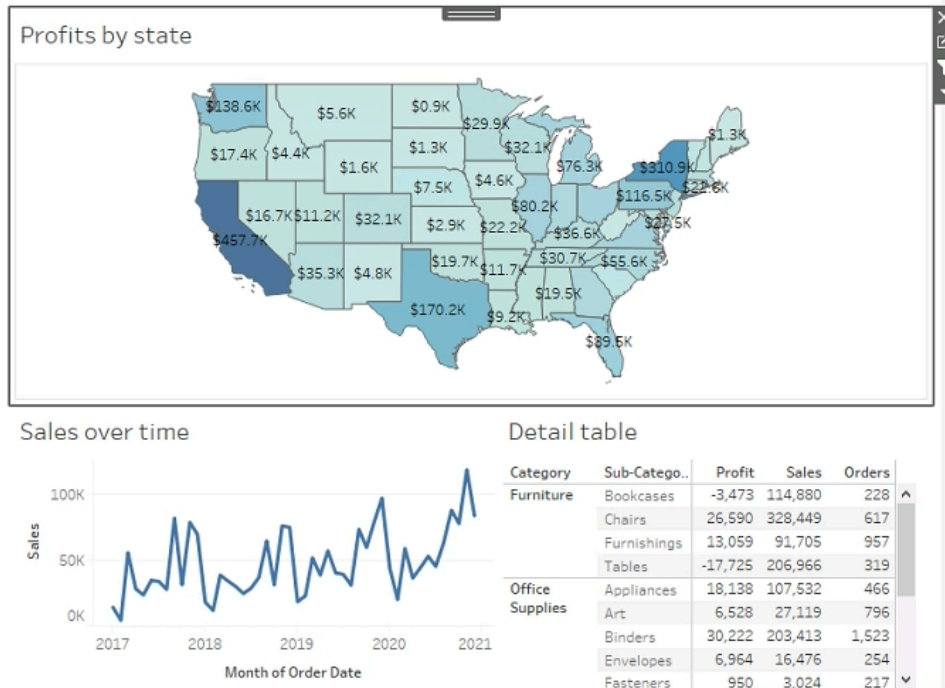 Profits by state
$138.6K
$5.6K
$0.9K
$29.9K
$1.3K
$17.4K
$4.4K
$1.3K
$32.1K
$76.3K
$310.9K
$1.6K
$4.6K
$7.5K
$116.5K
$22.8K
$80.2K
$16.7K
$11.2K
$32.1K
$2.9K
$22.2K
$36.6K
$27.5K
$457.7K
$35.3K
$4.8K
$19.7K
$11.7K
$30.7K
$55.6K
$170.2K
$9.2K
$19.5K
$89.5K
Sales over time
100K
50K
0K
Sales
2017 2018 2019 2020 2021
Month of Order Date
Detail table
Category Sub-Catego.. Profit Sales Orders
Furniture Bookcases -3,473 114,880 228
Chairs 26,590 328,449 617
Furnishings 13,059 91,705 957
Tables -17,725 206,966 319
Office Appliances 18,138 107,532 466
Supplies Art 6,528 27,119 796
Binders 30,222 203,413 1,523
Envelopes 6,964 16,476 254
Fasteners 950 3,024 217